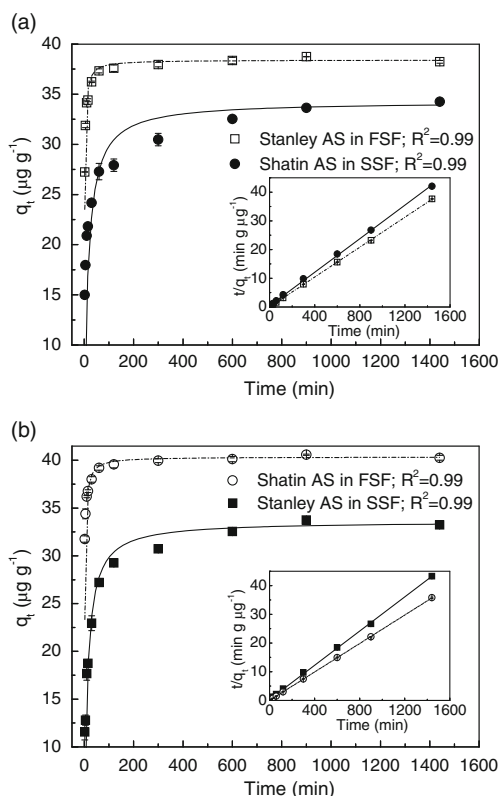 (a)
40
35
30
25
20
15
10
qₜ (µg g⁻¹)
Stanley AS in FSF; R²=0.99
Shatin AS in SSF; R²=0.99
40
30
20
10
0
t/qₜ (min g µg⁻¹)
0 400 800 1200 1600
Time (min)
0 200 400 600 800 1000 1200 1400 1600
Time (min)
(b)
40
35
30
25
20
15
10
qₜ (µg g⁻¹)
Shatin AS in FSF; R²=0.99
Stanley AS in SSF; R²=0.99
40
30
20
10
0
t/qₜ (min g µg⁻¹)
0 400 800 1200 1600
Time (min)
0 200 400 600 800 1000 1200 1400 1600
Time (min)